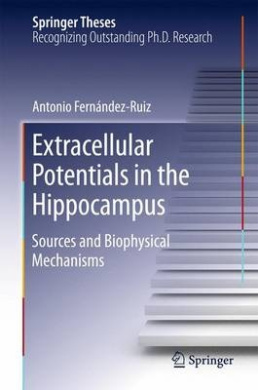 Springer Theses
Recognizing Outstanding Ph.D. Research
Antonio Fernández-Ruiz
Extracellular
Potentials in the
Hippocampus
Sources and Biophysical
Mechanisms
Springer